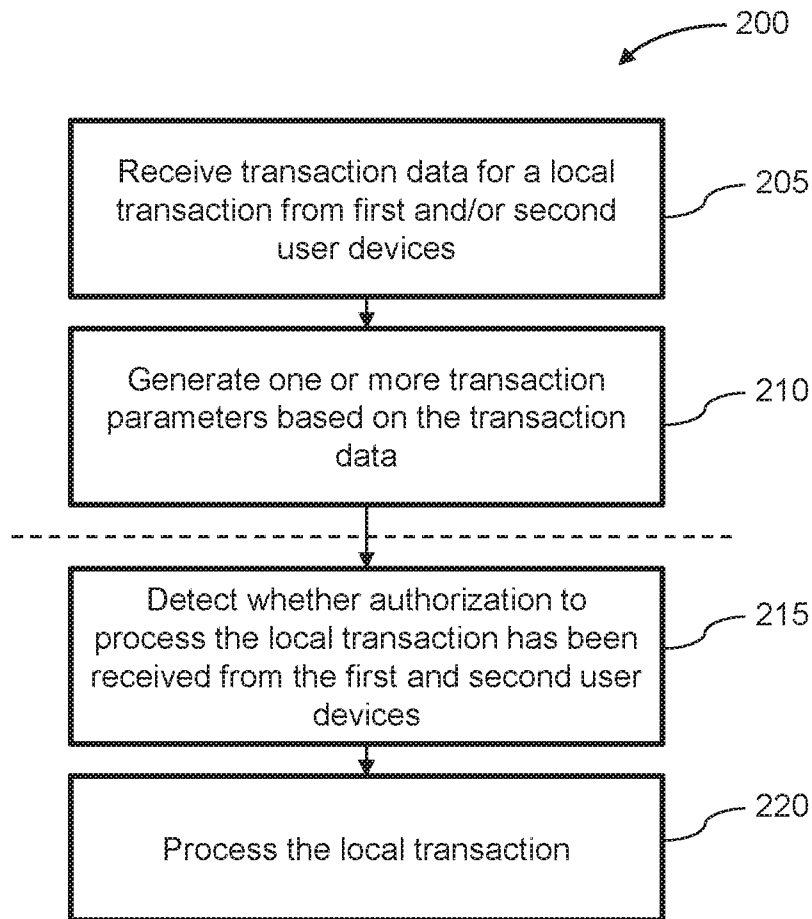 200
Receive transaction data for a local
transaction from first and/or second
user devices
205
Generate one or more transaction
parameters based on the transaction
data
210
Detect whether authorization to
process the local transaction has been
received from the first and second user
devices
215
Process the local transaction
220